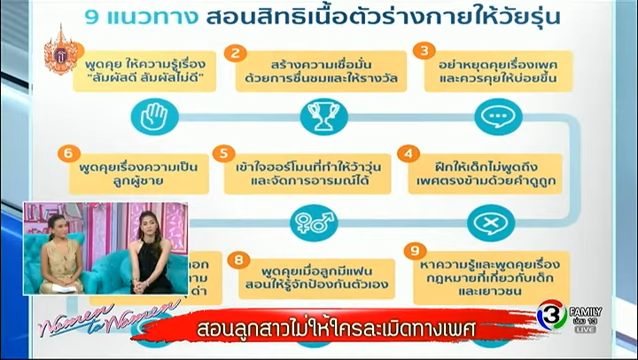 9 แนวทาง สอนสิทธิเนื้อตัวร่างกายให้วัยรุ่น
1
พูดคุย ให้ความรู้เรื่อง
“สัมผัสดี สัมผัสไม่ดี”
2
สร้างความเชื่อมั่น
ด้วยการชื่นชมและให้รางวัล
3
อย่าหยุดคุยเรื่องเพศ
และควรคุยให้บ่อยขึ้น
6
พูดคุยเรื่องความเป็น
ลูกผู้ชาย
5
เข้าใจฮอร์โมนที่ทำให้ว้าวุ่น
และจัดการอารมณ์ได้
4
ฝึกให้เด็กไม่พูดถึง
เพศตรงข้ามด้วยคำดูถูก
8
พูดคุยเมื่อลูกมีแฟน
สอนให้รู้จักป้องกันตัวเอง
9
หาความรู้และพูดคุยเรื่อง
กฎหมายที่เกี่ยวกับเด็ก
และเยาวชน
Women to Women
สอนลูกสาวไม่ให้ใครละเมิดทางเพศ
3 FAMILY
ช่อง 13
LIVE